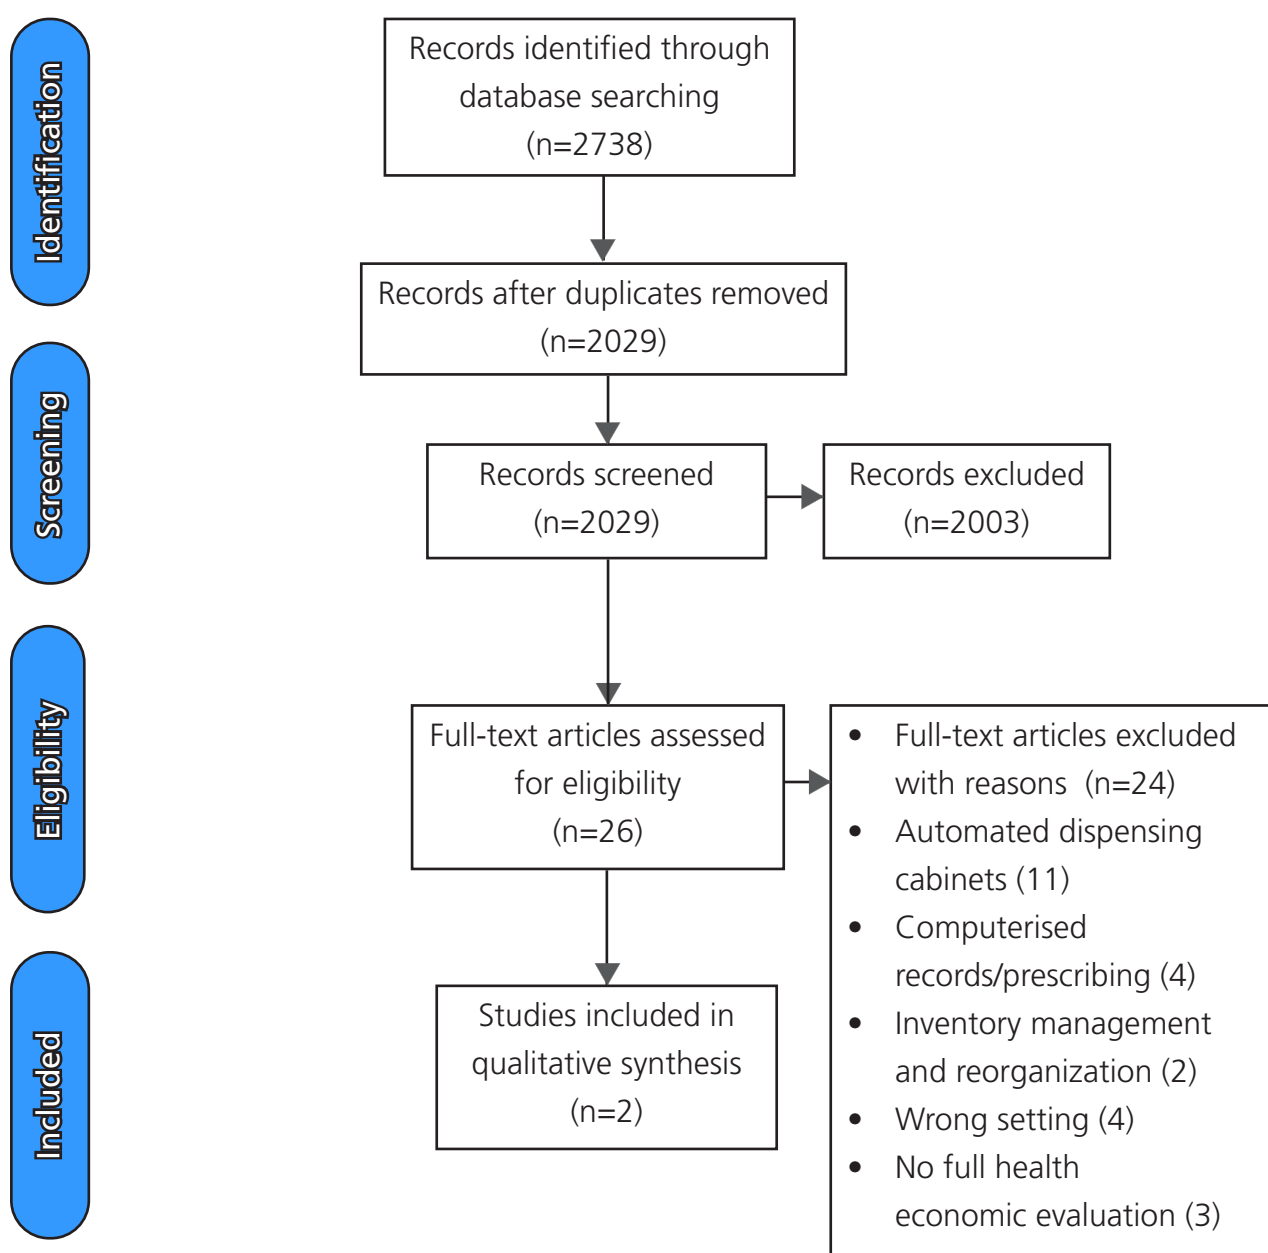 Identification
Records identified through
database searching
(n=2738)
Records after duplicates removed
(n=2029)
Screening
Records screened
(n=2029)
Records excluded
(n=2003)
Eligibility
Full-text articles assessed
for eligibility
(n=26)
• Full-text articles excluded
with reasons (n=24)
• Automated dispensing
cabinets (11)
• Computerised
records/prescribing (4)
• Inventory management
and reorganization (2)
• Wrong setting (4)
• No full health
economic evaluation (3)
Included
Studies included in
qualitative synthesis
(n=2)